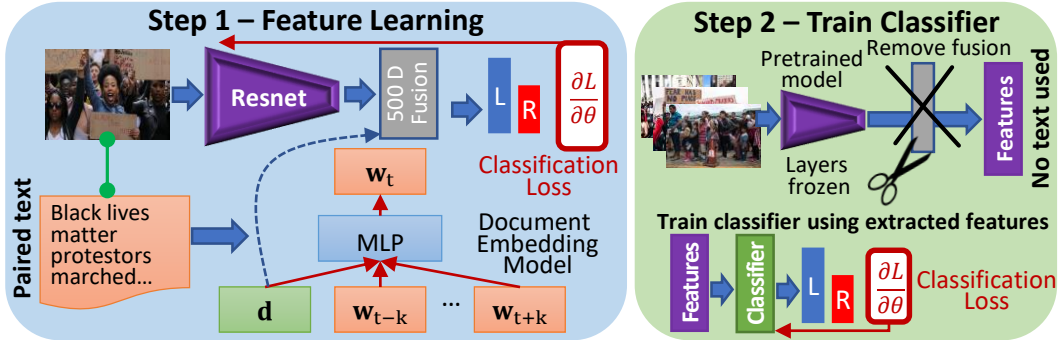 Step 1 – Feature Learning
Resnet
500 D
Fusion
L
R
∂L
∂θ
Classification
Loss
Paired text
Black lives
matter
protestors
marched...
w_t
MLP
Document
Embedding
Model
d
w_{t−k}
...
w_{t+k}
Step 2 – Train Classifier
Pretrained
model
Remove fusion
Layers
frozen
Features
No text used
Train classifier using extracted features
Features
Classifier
L
R
∂L
∂θ
Classification
Loss